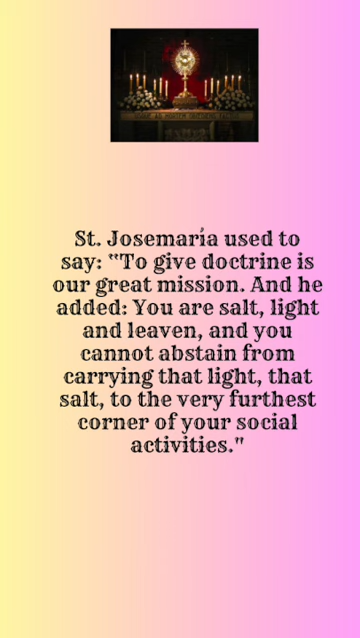 St. Josemaría used to
say: "To give doctrine is
our great mission. And he
added: You are salt, light
and leaven, and you
cannot abstain from
carrying that light, that
salt, to the very furthest
corner of your social
activities."